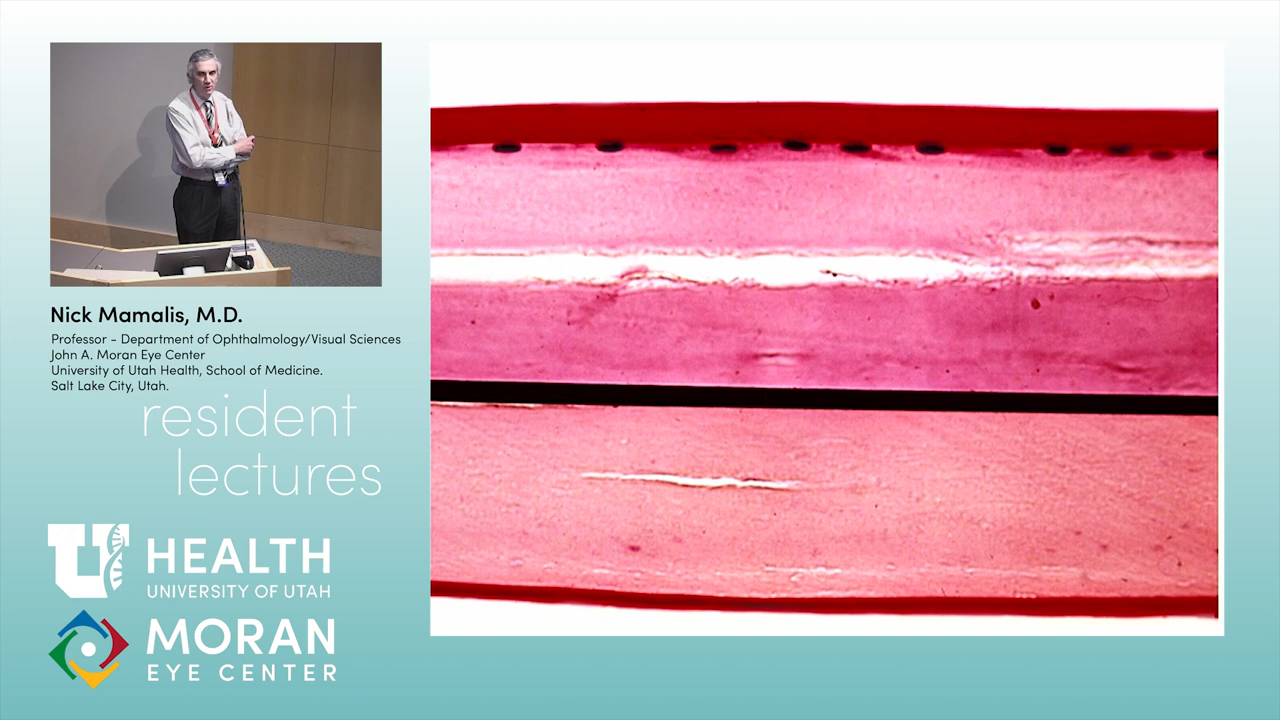 Nick Mamalis, M.D.
Professor - Department of Ophthalmology/Visual Sciences
John A. Moran Eye Center
University of Utah Health, School of Medicine.
Salt Lake City, Utah.
resident
lectures
U HEALTH
UNIVERSITY OF UTAH
MORAN
EYE CENTER